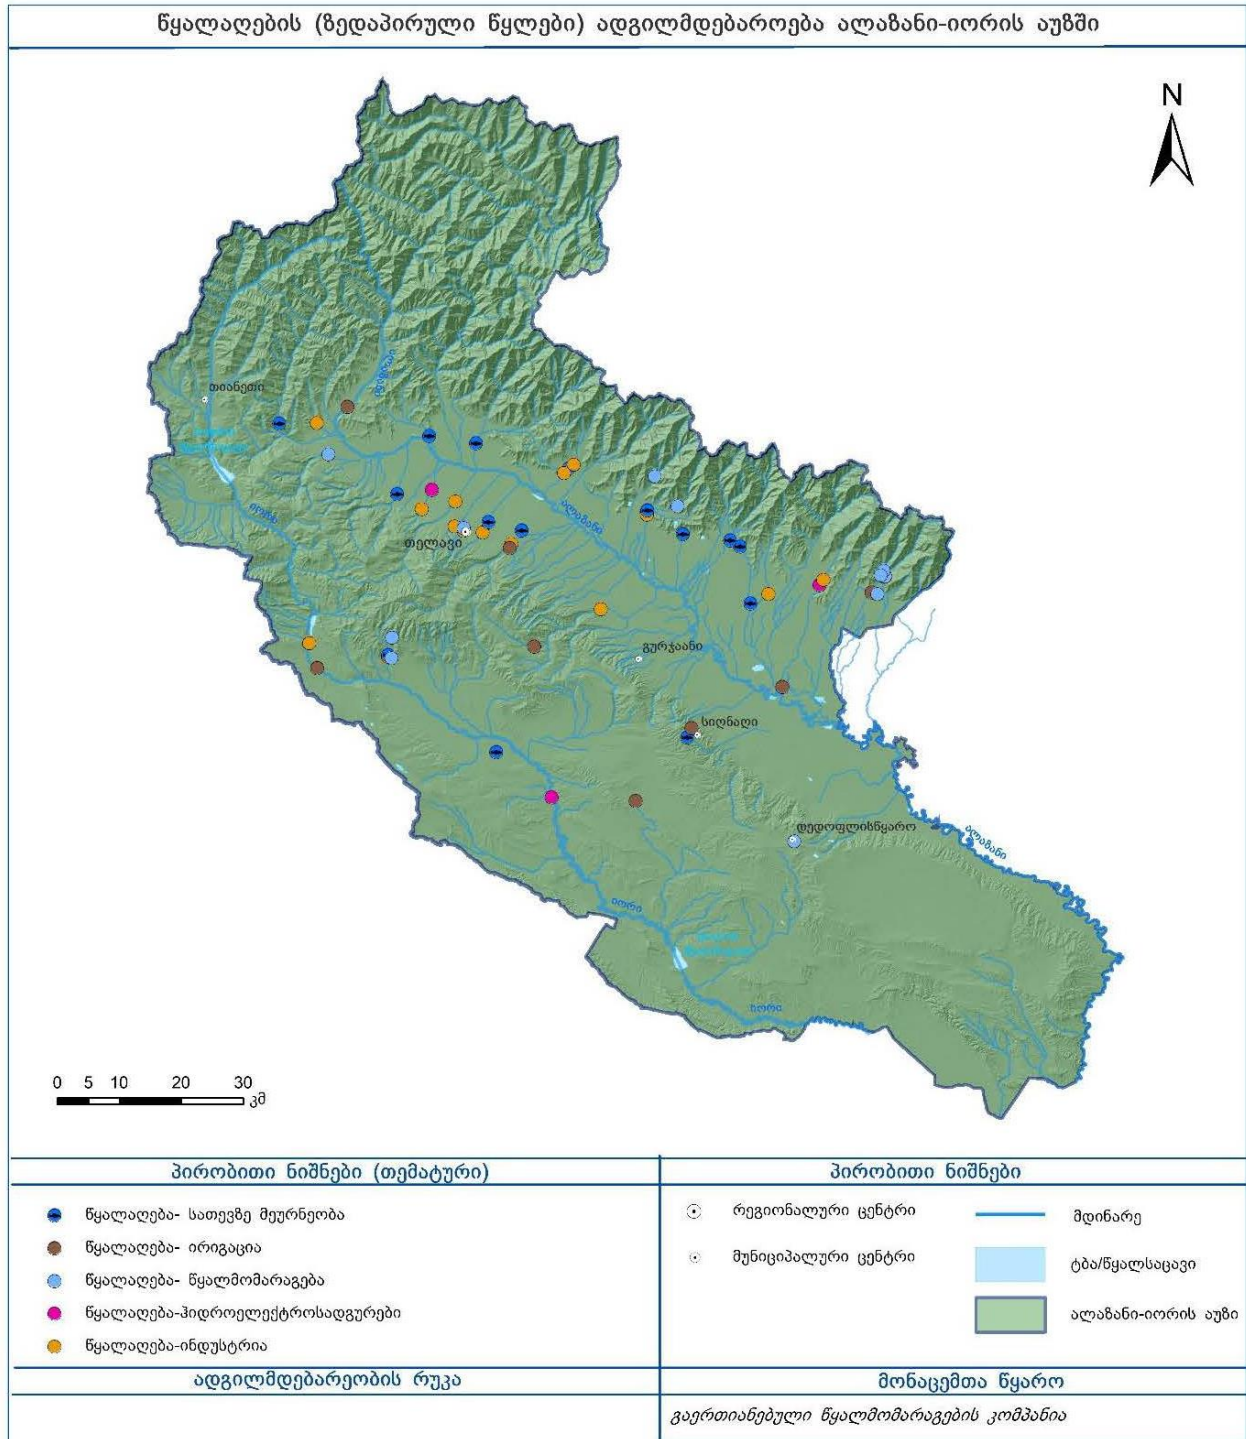 წყალაღების (ზედაპირული წყლები) ადგილმდებაროება ალაზანი-იორის აუზში
N
თიანეთი
იორი
ალაზანი
თელავი
გურჯაანი
სიღნაღი
დედოფლისწყარო
ალაზანი
იორი
იორი
0 5 10 20 30
კმ
პირობითი ნიშნები (თემატური)
წყალაღება- სათევზე მეურნეობა
წყალაღება- ირიგაცია
წყალაღება- წყალმომარაგება
წყალაღება-ჰიდროელექტროსადგურები
წყალაღება-ინდუსტრია
პირობითი ნიშნები
რეგიონალური ცენტრი
მუნიციპალური ცენტრი
მდინარე
ტბა/წყალსაცავი
ალაზანი-იორის აუზი
ადგილმდებარეობის რუკა
მონაცემთა წყარო
გაერთიანებული წყალმომარაგების კომპანია